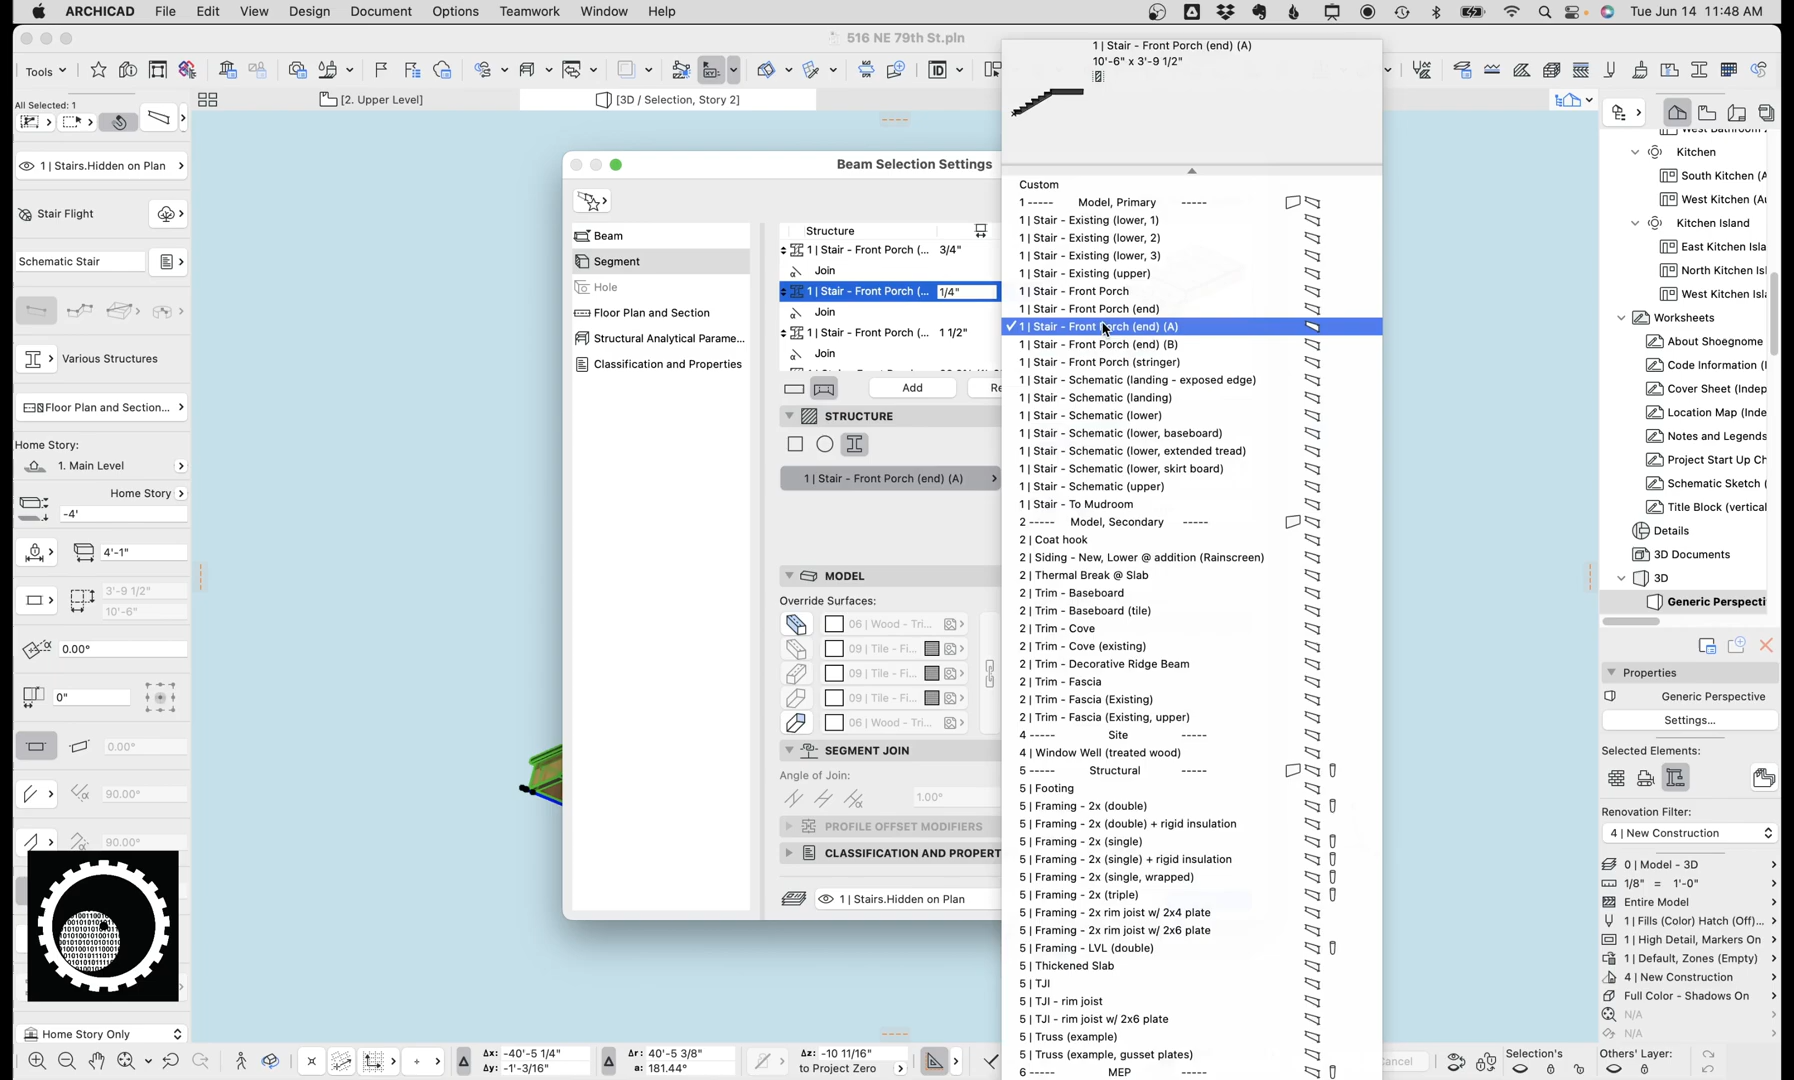 ARCHICAD File Edit View Design Document Options Teamwork Window Help
Tue Jun 14 11:48 AM
516 NE 79th St.pln
Tools
All Selected: 1
[2. Upper Level]
[3D / Selection, Story 2]
1 | Stairs.Hidden on Plan
Stair Flight
Schematic Stair
Various Structures
Floor Plan and Section...
Home Story:
1. Main Level
Home Story
-4'
4'-1"
3'-9 1/2"
10'-6"
0.00°
0"
0.00°
90.00°
90.00°
Home Story Only
Beam Selection Settings
Beam
Segment
Hole
Floor Plan and Section
Structural Analytical Parame...
Classification and Properties
Structure
1 | Stair - Front Porch (... 3/4"
Join
1 | Stair - Front Porch (... 1/4"
Join
1 | Stair - Front Porch (... 1 1/2"
Join
Add
Re
STRUCTURE
1 | Stair - Front Porch (end) (A)
MODEL
Override Surfaces:
06 | Wood - Tri...
09 | Tile - Fi...
09 | Tile - Fi...
09 | Tile - Fi...
06 | Wood - Tri...
SEGMENT JOIN
Angle of Join:
1.00°
PROFILE OFFSET MODIFIERS
CLASSIFICATION AND PROPERT
1 | Stairs.Hidden on Plan
1 | Stair - Front Porch (end) (A)
10'-6" x 3'-9 1/2"
Custom
1 ----- Model, Primary -----
1 | Stair - Existing (lower, 1)
1 | Stair - Existing (lower, 2)
1 | Stair - Existing (lower, 3)
1 | Stair - Existing (upper)
1 | Stair - Front Porch
1 | Stair - Front Porch (end)
1 | Stair - Front Porch (end) (A)
1 | Stair - Front Porch (end) (B)
1 | Stair - Front Porch (stringer)
1 | Stair - Schematic (landing - exposed edge)
1 | Stair - Schematic (landing)
1 | Stair - Schematic (lower)
1 | Stair - Schematic (lower, baseboard)
1 | Stair - Schematic (lower, extended tread)
1 | Stair - Schematic (lower, skirt board)
1 | Stair - Schematic (upper)
1 | Stair - To Mudroom
2 ----- Model, Secondary -----
2 | Coat hook
2 | Siding - New, Lower @ addition (Rainscreen)
2 | Thermal Break @ Slab
2 | Trim - Baseboard
2 | Trim - Baseboard (tile)
2 | Trim - Cove
2 | Trim - Cove (existing)
2 | Trim - Decorative Ridge Beam
2 | Trim - Fascia
2 | Trim - Fascia (Existing)
2 | Trim - Fascia (Existing, upper)
4 ----- Site -----
4 | Window Well (treated wood)
5 ----- Structural -----
5 | Footing
5 | Framing - 2x (double)
5 | Framing - 2x (double) + rigid insulation
5 | Framing - 2x (single)
5 | Framing - 2x (single) + rigid insulation
5 | Framing - 2x (single, wrapped)
5 | Framing - 2x (triple)
5 | Framing - 2x rim joist w/ 2x4 plate
5 | Framing - 2x rim joist w/ 2x6 plate
5 | Framing - LVL (double)
5 | Thickened Slab
5 | TJI
5 | TJI - rim joist
5 | TJI - rim joist w/ 2x6 plate
5 | Truss (example)
5 | Truss (example, gusset plates)
6 ----- MEP -----
Kitchen
South Kitchen (A
West Kitchen (Au
Kitchen Island
East Kitchen Isla
North Kitchen Isl
West Kitchen Isla
Worksheets
About Shoegnome
Code Information (I
Cover Sheet (Indep
Location Map (Inde
Notes and Legends
Project Start Up Ch
Schematic Sketch (
Title Block (vertical
Details
3D Documents
3D
Generic Perspecti
Properties
Generic Perspective
Settings...
Selected Elements:
Renovation Filter:
4 | New Construction
0 | Model - 3D
1/8" = 1'-0"
Entire Model
1 | Fills (Color) Hatch (Off)...
1 | High Detail, Markers On
1 | Default, Zones (Empty)
4 | New Construction
Full Color - Shadows On
N/A
N/A
Δx: -40'-5 1/4"
Δy: -1'-3/16"
Δr: 40'-5 3/8"
a: 181.44°
Δz: -10 11/16"
to Project Zero
Cancel
Selection's
Others' Layer: